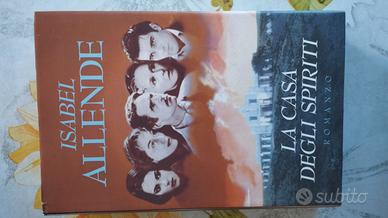 ISABEL
ALLENDE
LA CASA
DEGLI SPIRITI
ROMANZO
subito